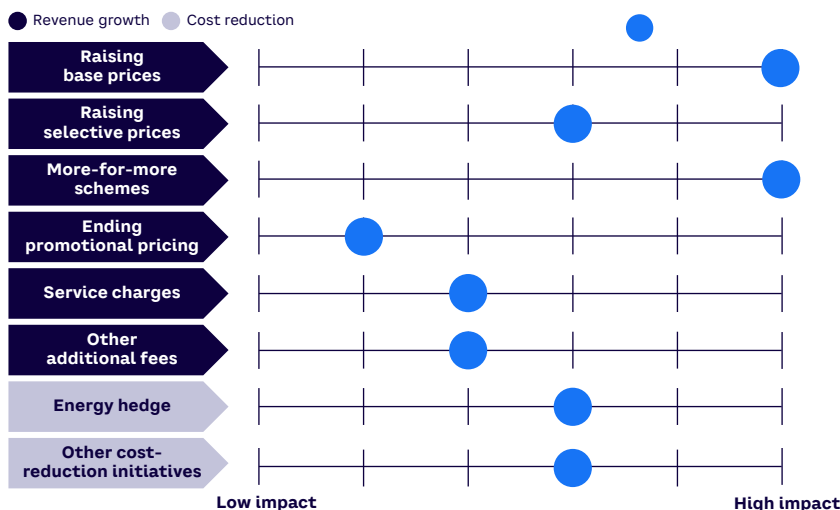 Revenue growth
Cost reduction
Raising
base prices
Raising
selective prices
More-for-more
schemes
Ending
promotional pricing
Service charges
Other
additional fees
Energy hedge
Other cost-
reduction initiatives
Low impact
High impact